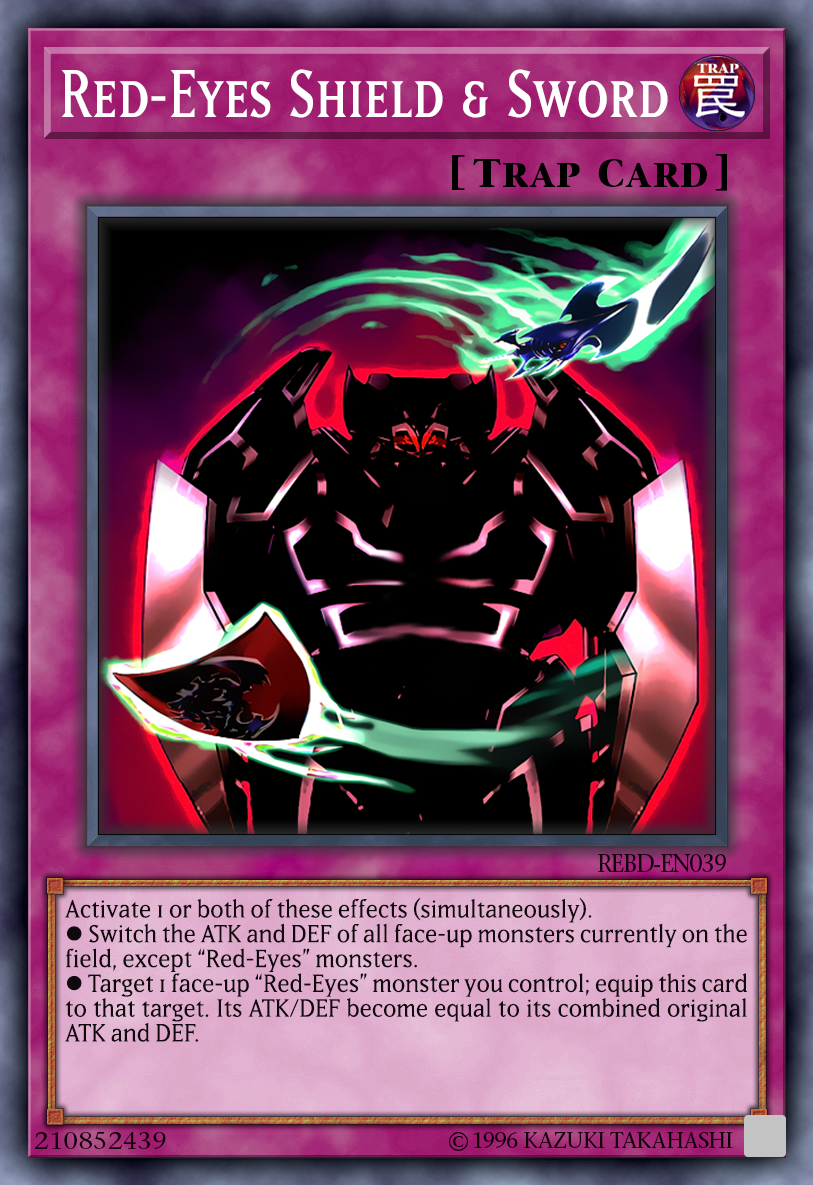 Red-Eyes Shield & Sword
TRAP
罠
[Trap Card]
REBD-EN039
Activate 1 or both of these effects (simultaneously).
● Switch the ATK and DEF of all face-up monsters currently on the
field, except “Red-Eyes” monsters.
● Target 1 face-up “Red-Eyes” monster you control; equip this card
to that target. Its ATK/DEF become equal to its combined original
ATK and DEF.
210852439
© 1996 KAZUKI TAKAHASHI